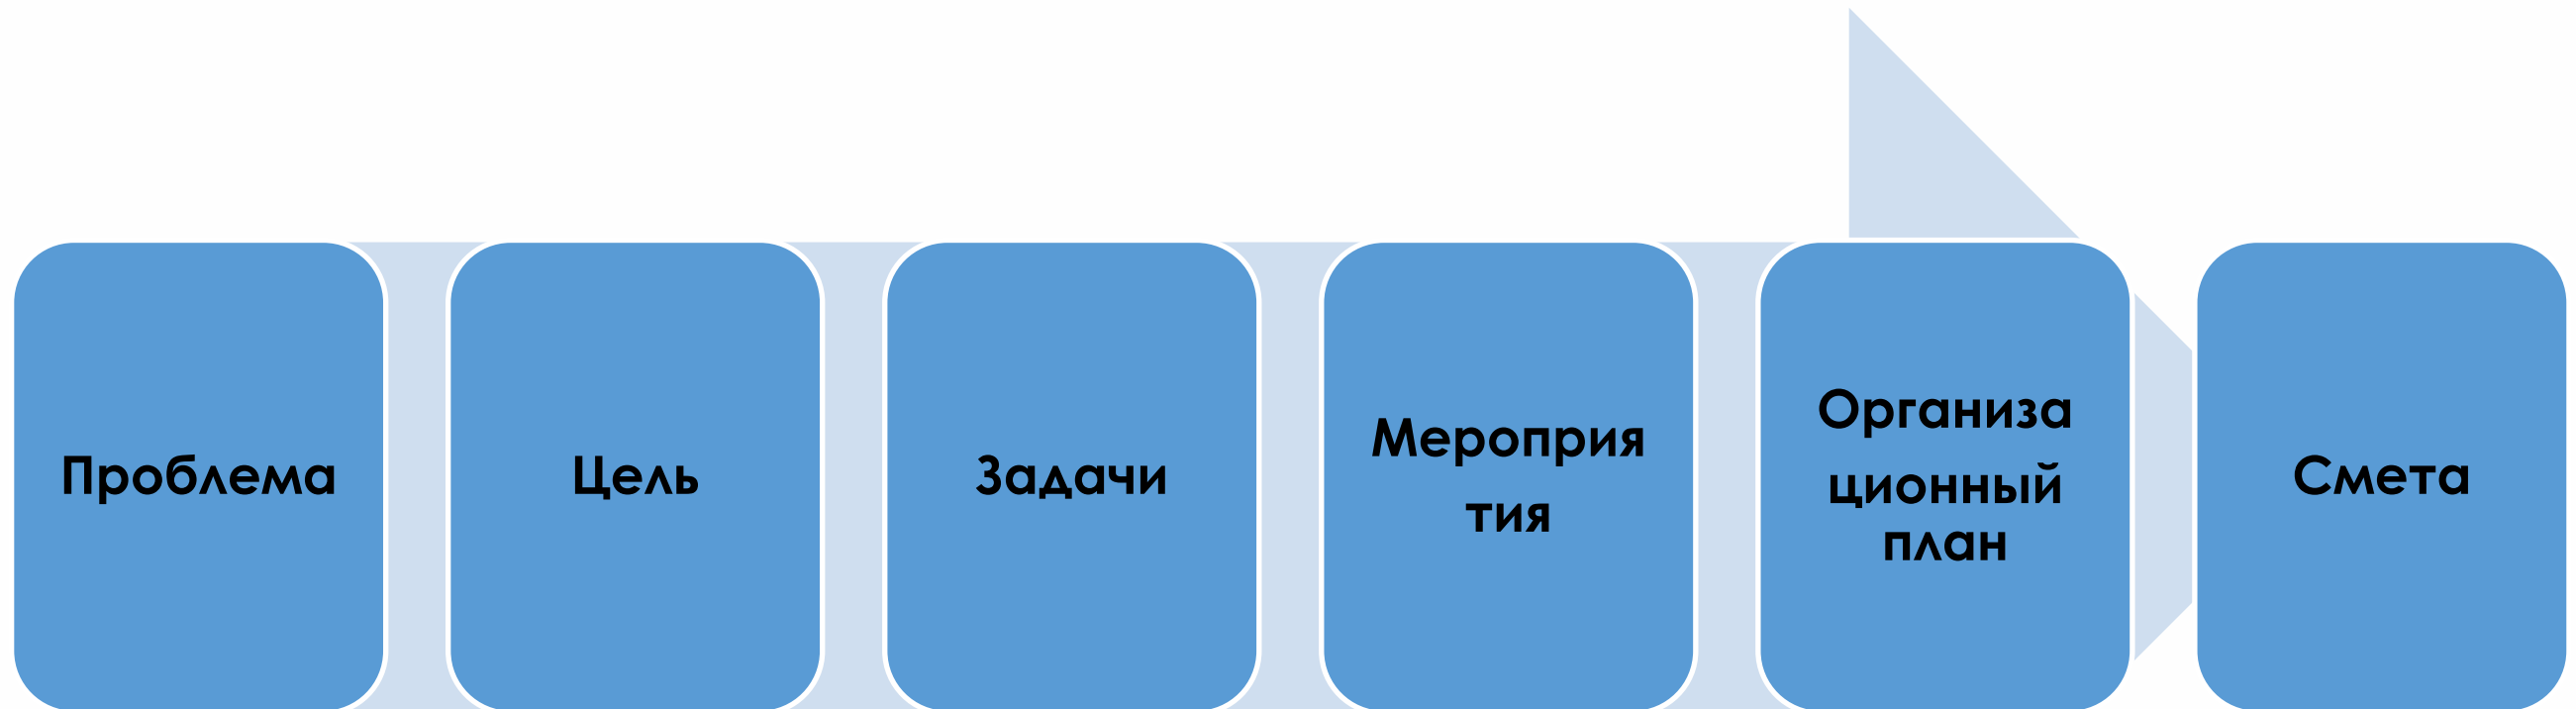 Проблема
Цель
Задачи
Мероприя
тия
Организа
ционный
план
Смета